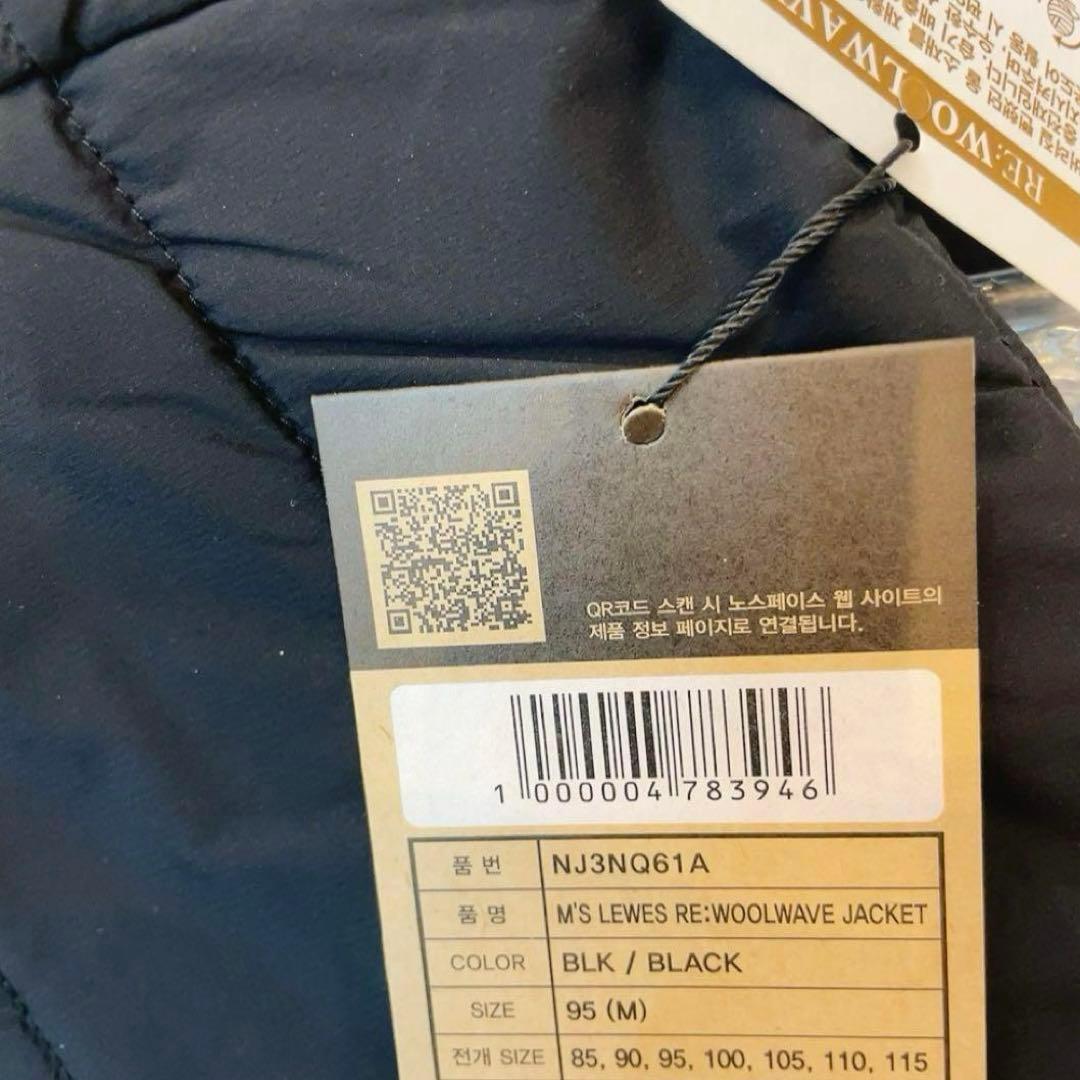 RE:WOOLWAV
QR코드 스캔 시 노스페이스 웹 사이트의
제품 정보 페이지로 연결됩니다.
1 000004 783946
품 번 NJ3NQ61A
품 명 M'S LEWES RE:WOOLWAVE JACKET
COLOR BLK / BLACK
SIZE 95 (M)
전개 SIZE 85, 90, 95, 100, 105, 110, 115